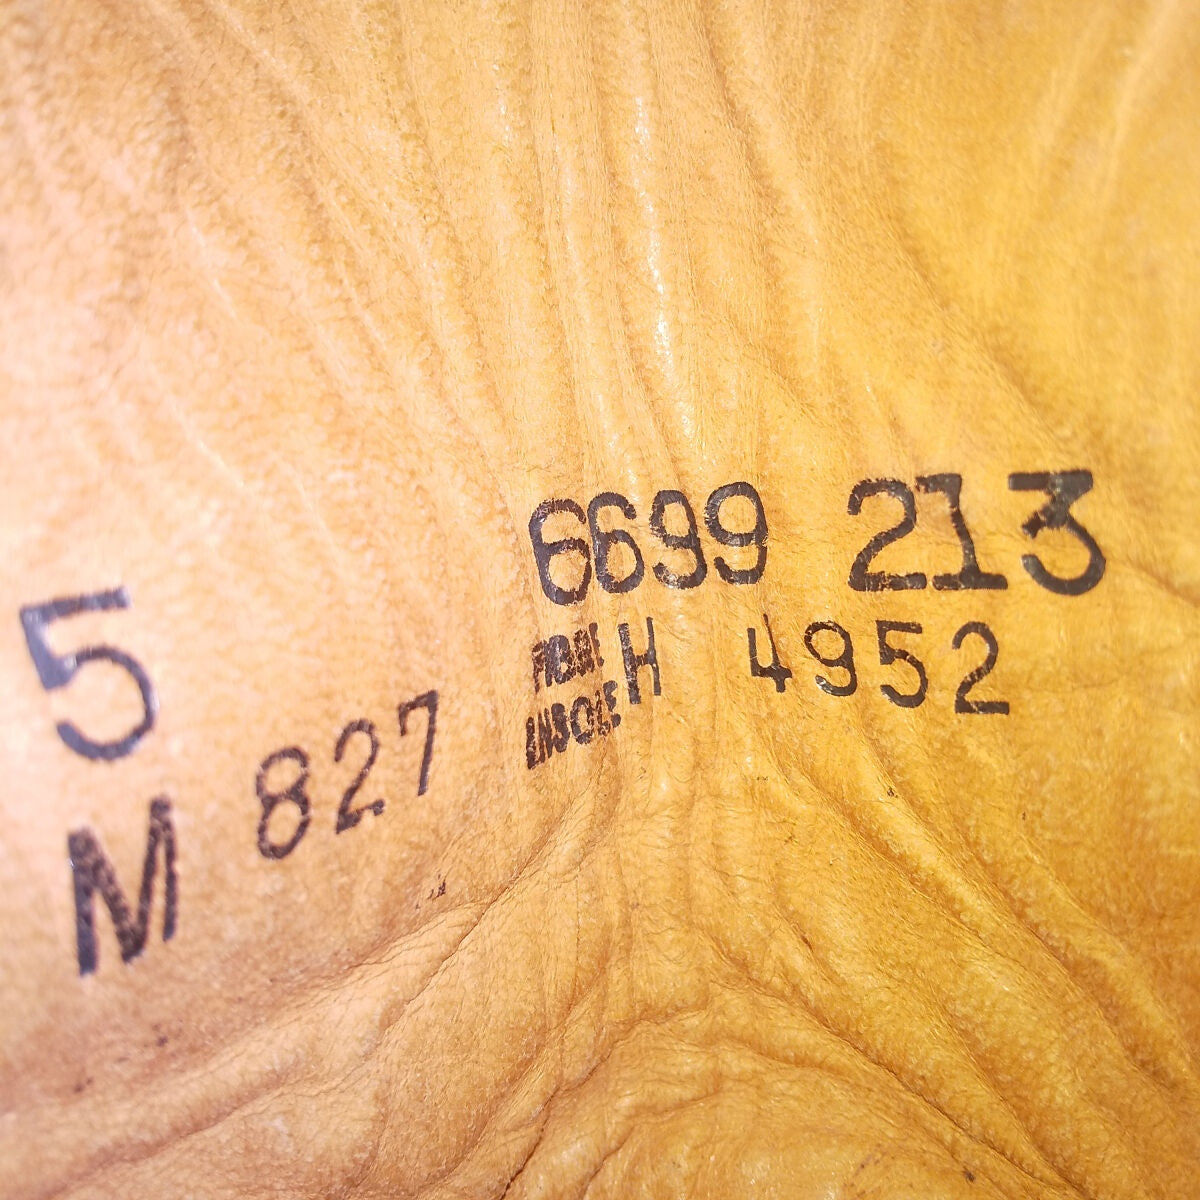 6699 213
5
FIBRE
INSOLE
H 4952
M 827